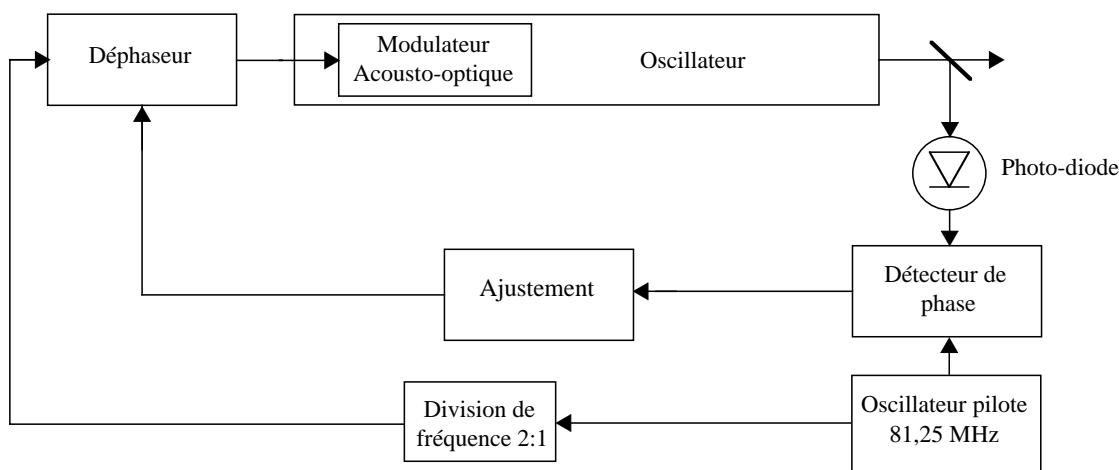 Déphaseur
Modulateur
Acousto-optique
Oscillateur
Photo-diode
Ajustement
Détecteur de
phase
Division de
fréquence 2:1
Oscillateur pilote
81,25 MHz